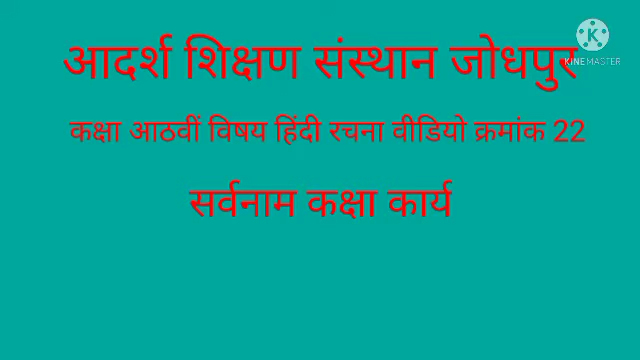 आदर्श शिक्षण संस्थान जोधपुर
KINEMASTER
कक्षा आठवीं विषय हिंदी रचना वीडियो क्रमांक 22
सर्वनाम कक्षा कार्य